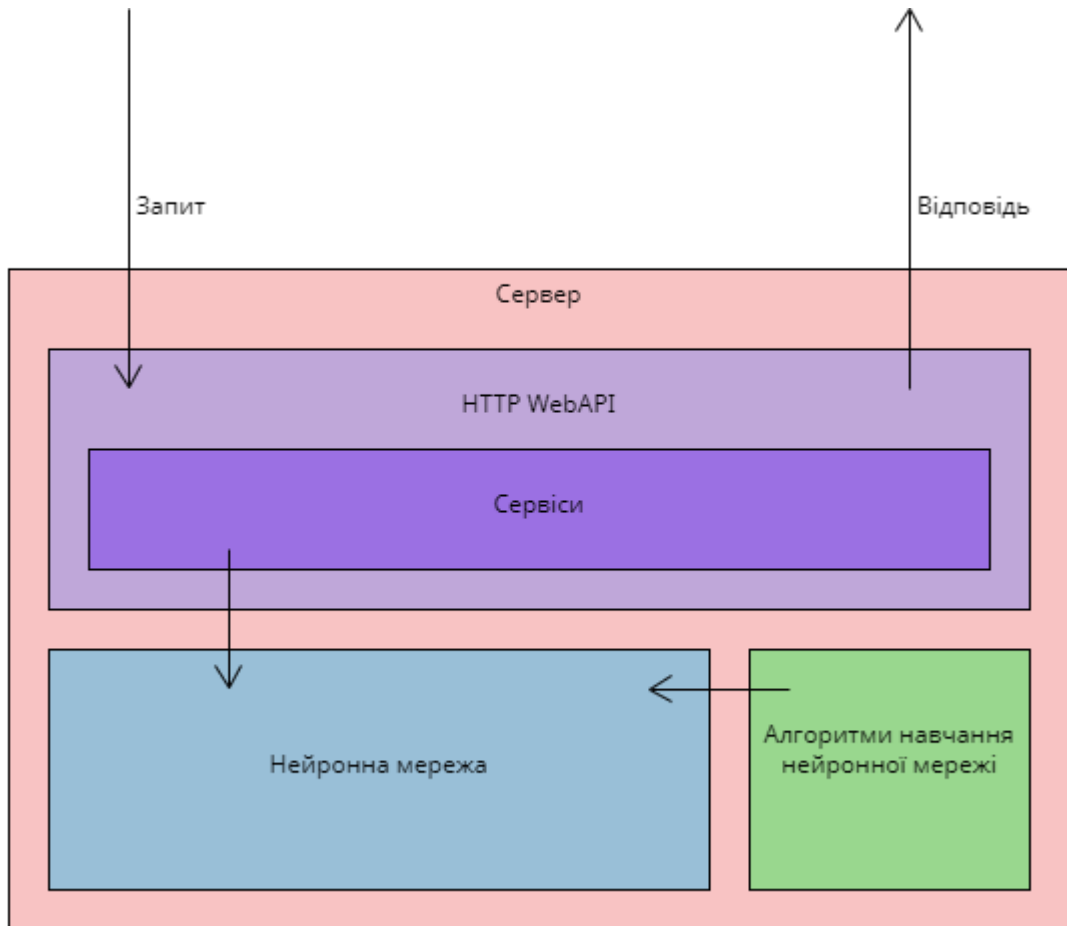 Запит
Відповідь
Сервер
HTTP WebAPI
Сервіси
Нейронна мережа
Алгоритми навчання
нейронної мережі